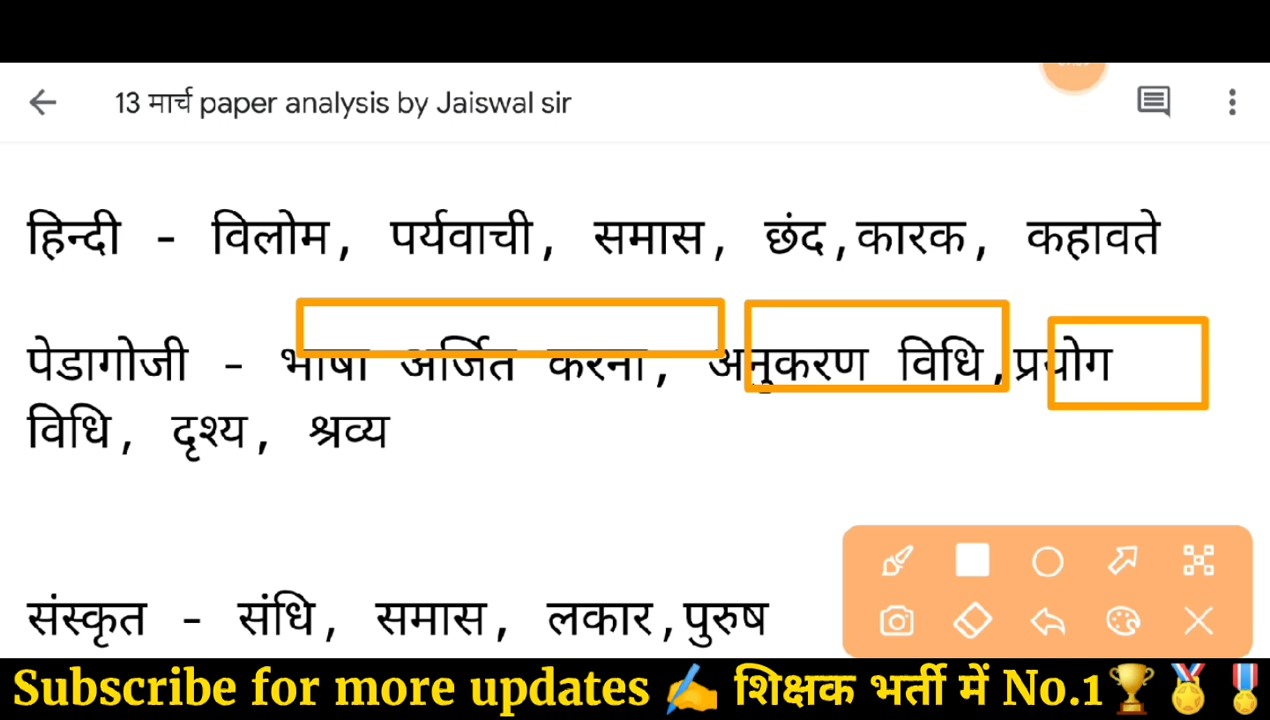 13 मार्च paper analysis by Jaiswal sir
हिन्दी - विलोम, पर्यवाची, समास, छंद,कारक, कहावते
पेडागोजी - भाषा अर्जित करना, अनुकरण विधि,प्रयोग
विधि, दृश्य, श्रव्य
संस्कृत - संधि, समास, लकार,पुरुष
Subscribe for more updates ✍️ शिक्षक भर्ती में No.1🏆🏅🎖️